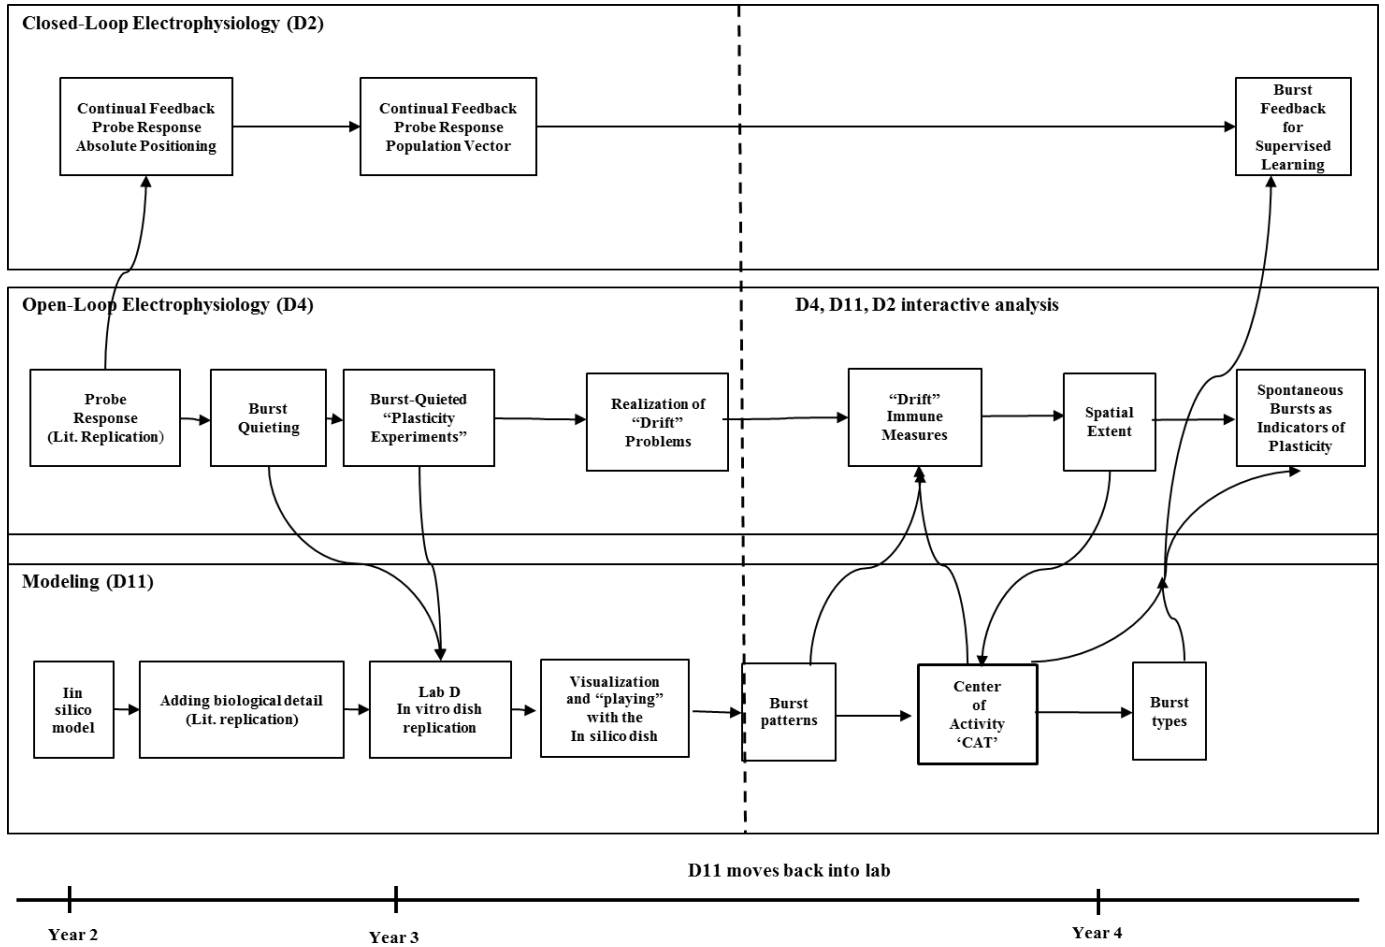 Closed-Loop Electrophysiology (D2)
Continual Feedback
Probe Response
Absolute Positioning
Continual Feedback
Probe Response
Population Vector
Burst
Feedback
for
Supervised
Learning
Open-Loop Electrophysiology (D4)
D4, D11, D2 interactive analysis
Probe
Response
(Lit. Replication)
Burst
Quieting
Burst-Quieted
“Plasticity
Experiments”
Realization of
“Drift”
Problems
“Drift”
Immune
Measures
Spatial
Extent
Spontaneous
Bursts as
Indicators of
Plasticity
Modeling (D11)
Iin
silico
model
Adding biological detail
(Lit. replication)
Lab D
In vitro dish
replication
Visualization
and “playing”
with the
In silico dish
Burst
patterns
Center
of
Activity
‘CAT’
Burst
types
D11 moves back into lab
Year 2
Year 3
Year 4